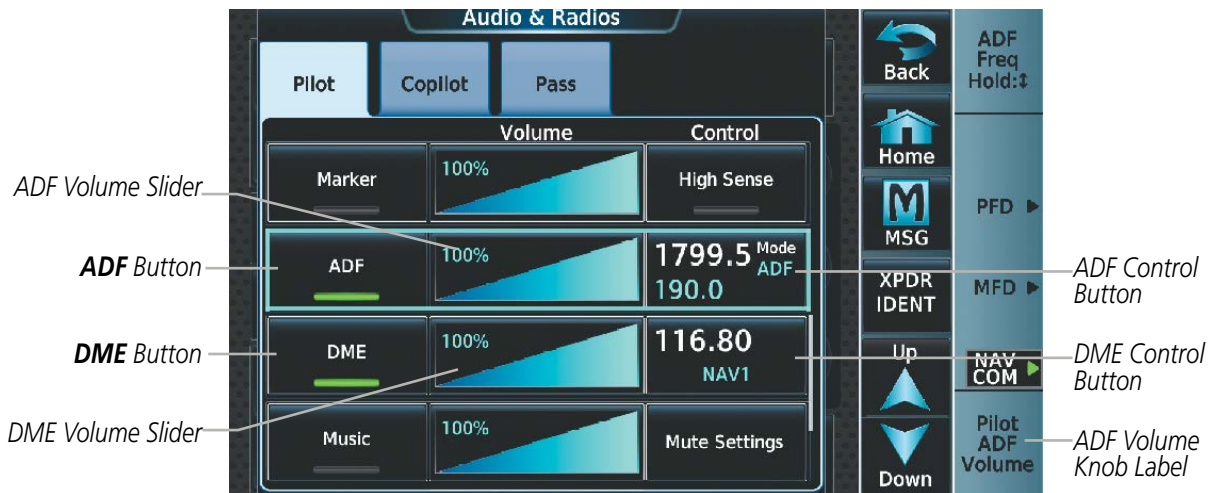 Audio & Radios
Pilot
Copilot
Pass
Volume
Control
Marker
100%
High Sense
ADF
100%
1799.5 Mode
ADF
190.0
DME
100%
116.80
NAV1
Music
100%
Mute Settings
Back
Home
MSG
XPDR
IDENT
Up
Down
ADF
Freq
Hold:↕
PFD
MFD
NAV
COM
Pilot
ADF
Volume
ADF Volume Slider
ADF Button
DME Button
DME Volume Slider
ADF Control
Button
DME Control
Button
ADF Volume
Knob Label